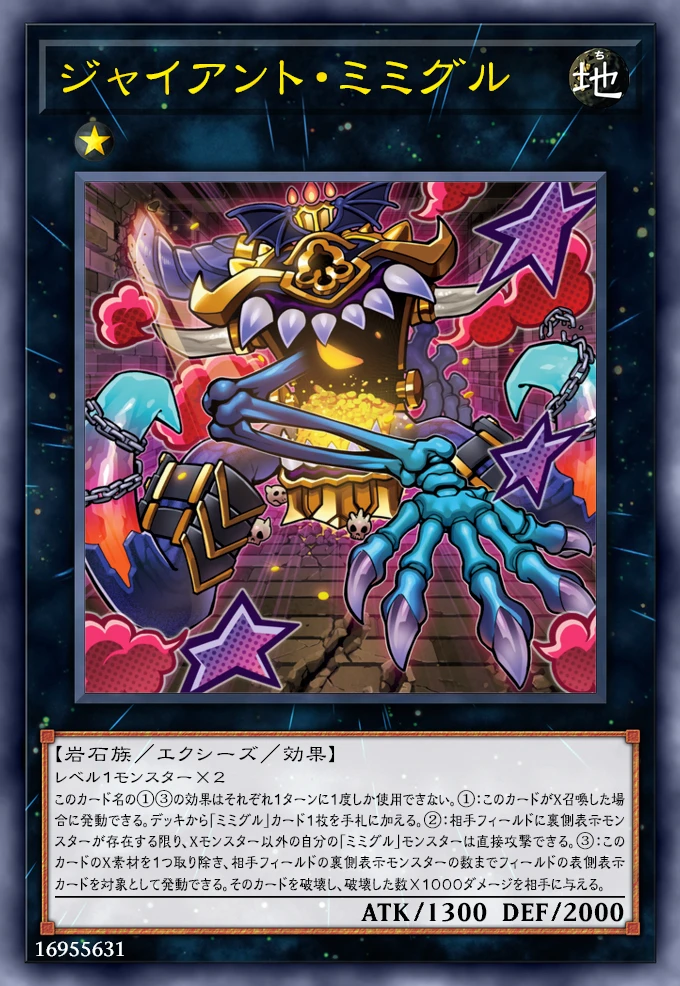 ジャイアント・ミミグル
ち
地
【岩石族／エクシーズ／効果】
レベル1モンスター×2
このカード名の①③の効果はそれぞれ1ターンに1度しか使用できない。①：このカードがX召喚した場
合に発動できる。デッキから「ミミグル」カード1枚を手札に加える。②：相手フィールドに裏側表示モン
スターが存在する限り、Xモンスター以外の自分の「ミミグル」モンスターは直接攻撃できる。③：この
カードのX素材を1つ取り除き、相手フィールドの裏側表示モンスターの数までフィールドの表側表示
カードを対象として発動できる。そのカードを破壊し、破壊した数×1000ダメージを相手に与える。
ATK/1300 DEF/2000
16955631